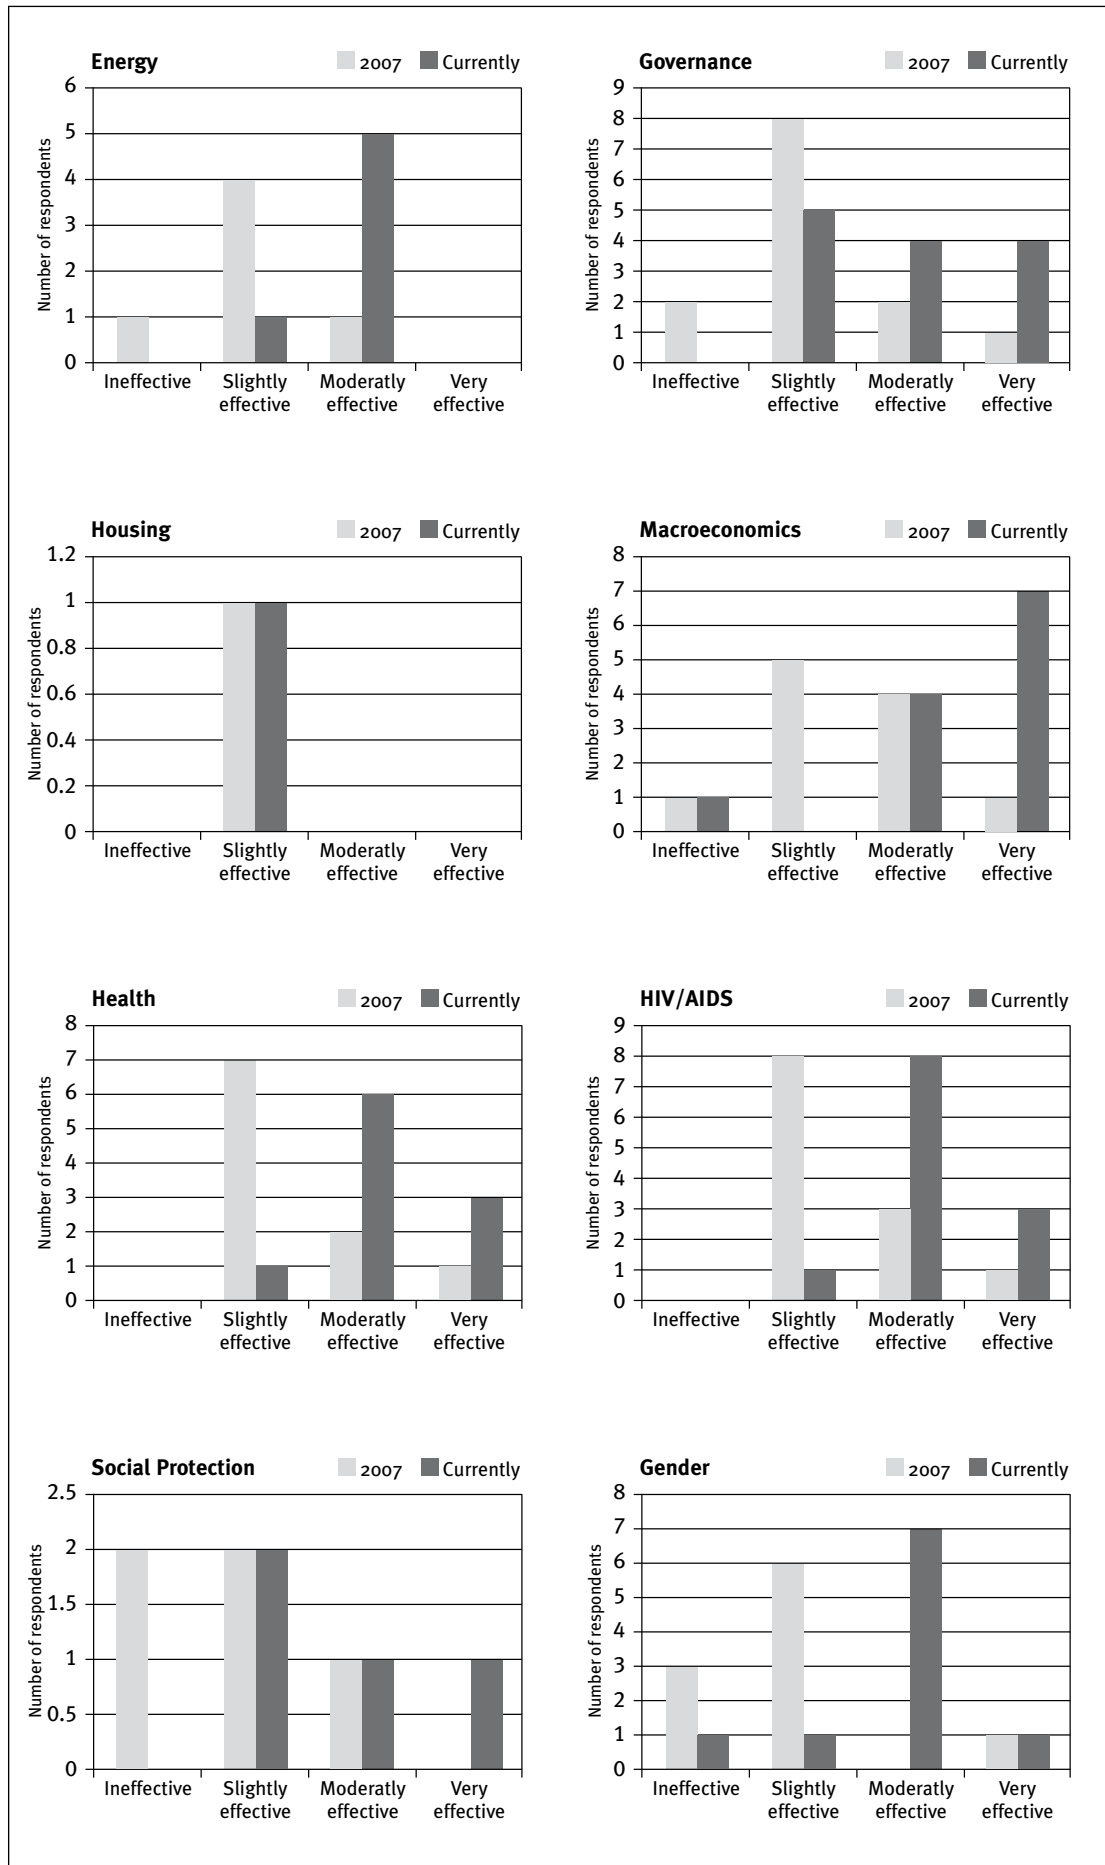 Energy
2007 Currently
Number of respondents
6
5
4
3
2
1
0
Ineffective
Slightly effective
Moderatly effective
Very effective
Governance
2007 Currently
Number of respondents
9
8
7
6
5
4
3
2
1
0
Ineffective
Slightly effective
Moderatly effective
Very effective
Housing
2007 Currently
Number of respondents
1.2
1
0.8
0.6
0.4
0.2
0
Ineffective
Slightly effective
Moderatly effective
Very effective
Macroeconomics
2007 Currently
Number of respondents
8
7
6
5
4
3
2
1
0
Ineffective
Slightly effective
Moderatly effective
Very effective
Health
2007 Currently
Number of respondents
8
7
6
5
4
3
2
1
0
Ineffective
Slightly effective
Moderatly effective
Very effective
HIV/AIDS
2007 Currently
Number of respondents
9
8
7
6
5
4
3
2
1
0
Ineffective
Slightly effective
Moderatly effective
Very effective
Social Protection
2007 Currently
Number of respondents
2.5
2
1.5
1
0.5
0
Ineffective
Slightly effective
Moderatly effective
Very effective
Gender
2007 Currently
Number of respondents
8
7
6
5
4
3
2
1
0
Ineffective
Slightly effective
Moderatly effective
Very effective